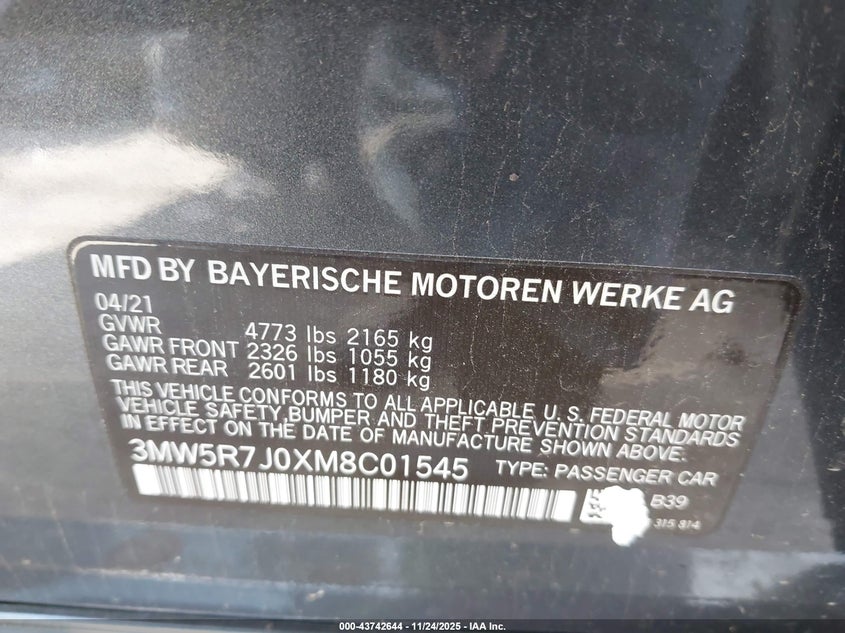 MFD BY BAYERISCHE MOTOREN WERKE AG
04/21
GVWR 4773 lbs 2165 kg
GAWR FRONT 2326 lbs 1055 kg
GAWR REAR 2601 lbs 1180 kg
THIS VEHICLE CONFORMS TO ALL APPLICABLE U.S. FEDERAL MOTOR
VEHICLE SAFETY, BUMPER AND THEFT PREVENTION STANDARDS
IN EFFECT ON THE DATE OF MANUFACTURE SHOWN ABOVE.
3MW5R7J0XM8C01545 TYPE: PASSENGER CAR
B39
315 814
000-43742644 - 11/24/2025 - IAA Inc.